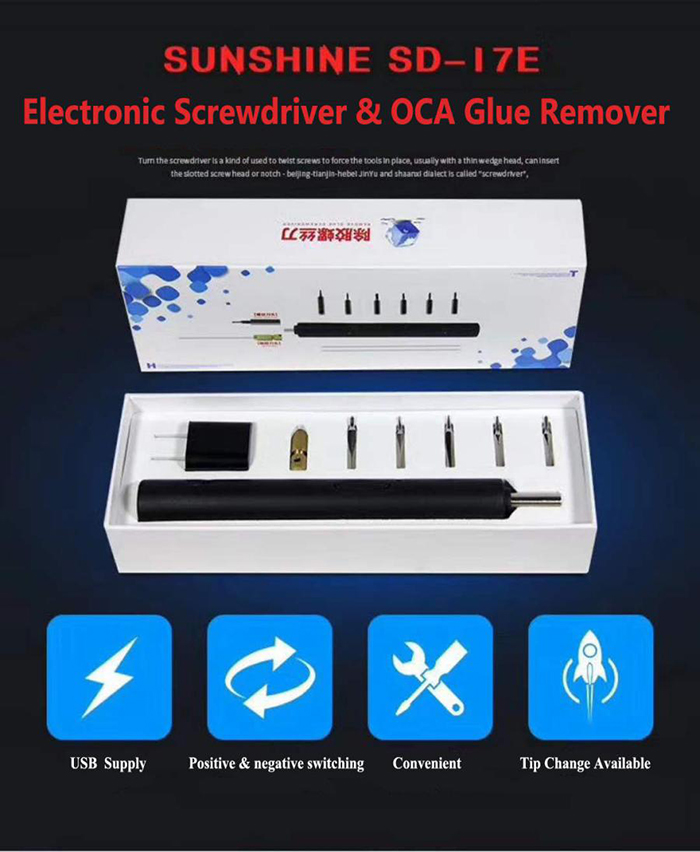 SUNSHINE SD-17E
Electronic Screwdriver & OCA Glue Remover
Turn the screwdriver is a kind of used to twist screws to force the tools in place, usually with a thin wedge head, can insert
the slotted screw head or notch - beijing-tianjin-hebei JinYu and shaanxi dialect is called "screwdriver",
除胶螺丝刀
REMOVE GLUE SCREWDRIVER
T
H
USB Supply
Positive & negative switching
Convenient
Tip Change Available